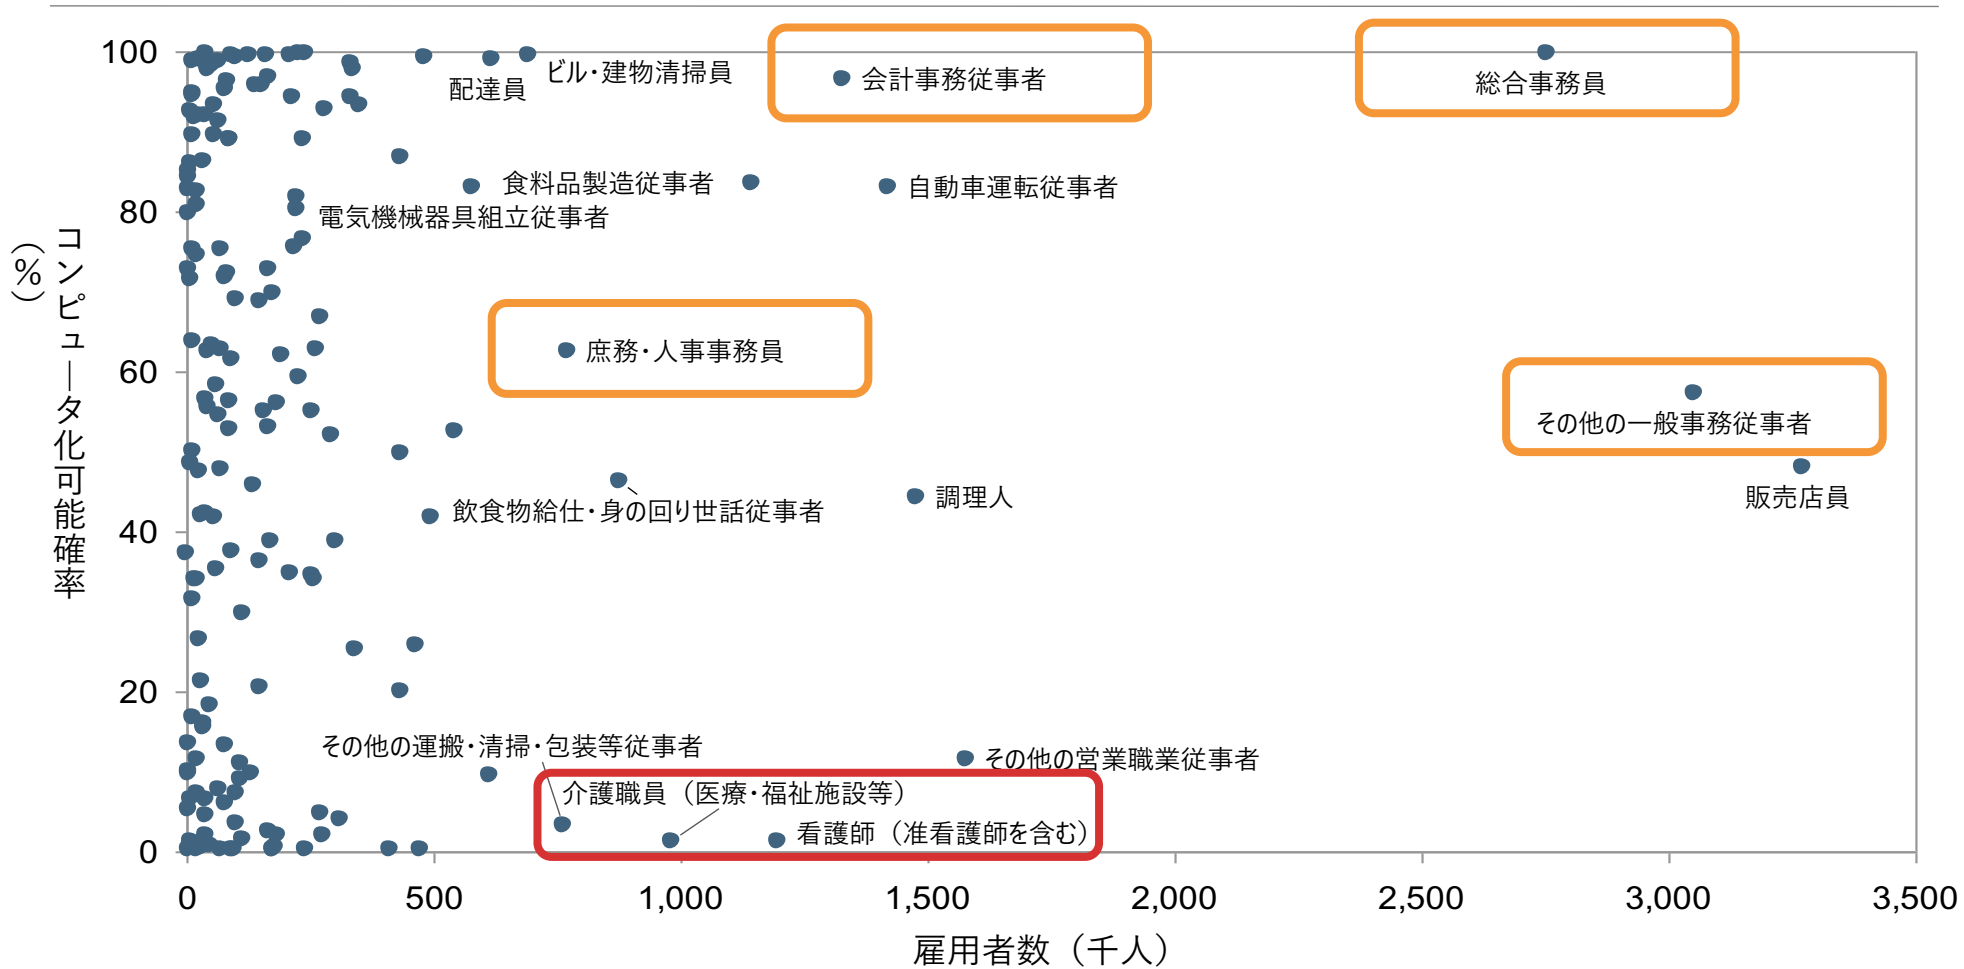 100
80
60
40
20
0
コンピュータ化可能確率
(%)
ビル・建物清掃員
配達員
会計事務従事者
総合事務員
食料品製造従事者
自動車運転従事者
電気機械器具組立従事者
庶務・人事事務員
その他の一般事務従事者
販売店員
調理人
飲食物給仕・身の回り世話従事者
その他の運搬・清掃・包装等従事者
その他の営業職業従事者
介護職員（医療・福祉施設等）
看護師（准看護師を含む）
0
500
1,000
1,500
2,000
2,500
3,000
3,500
雇用者数（千人）